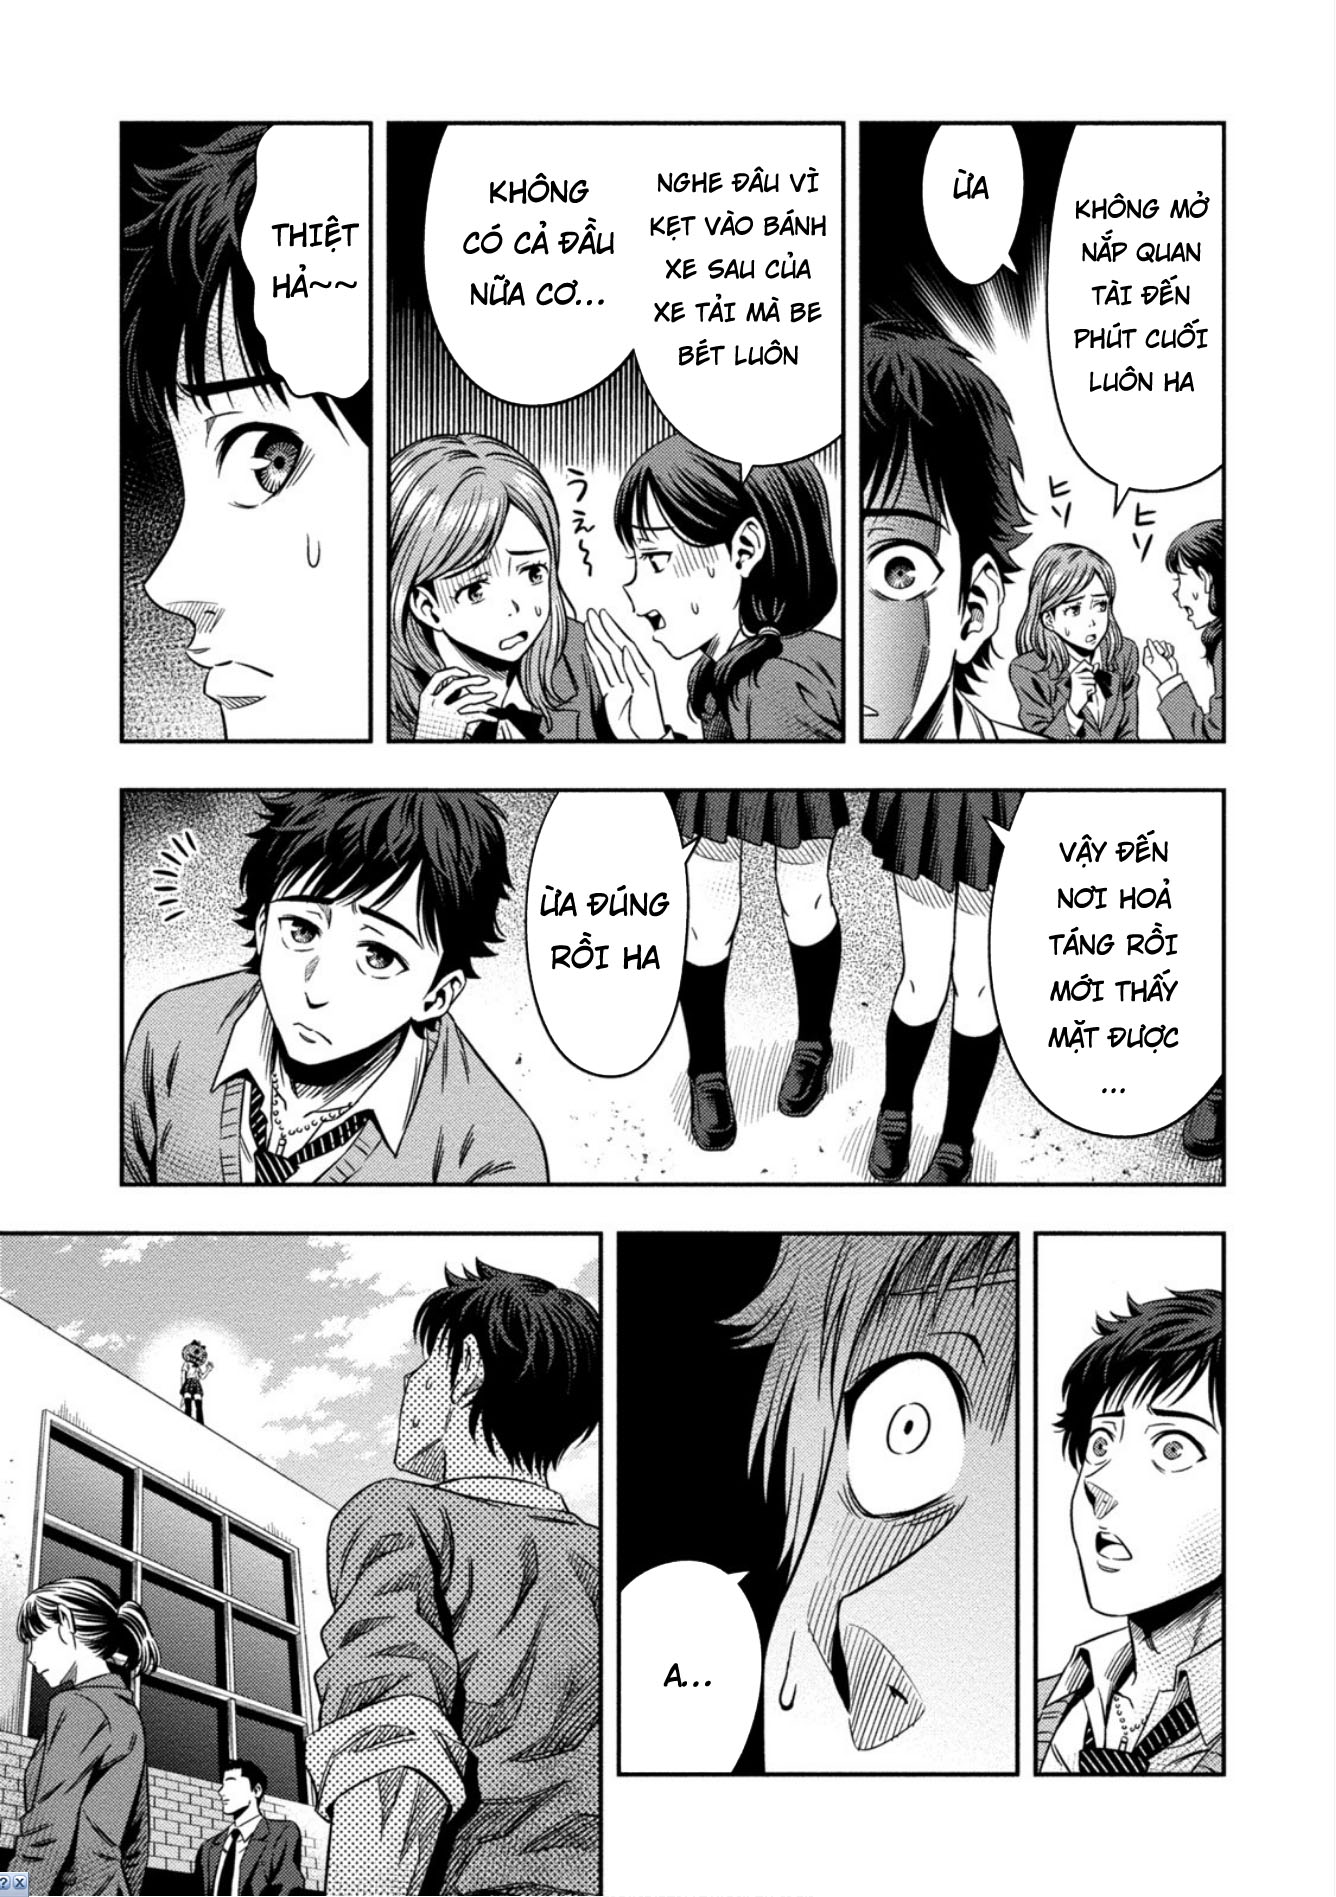 KHÔNG MỞ
NẮP QUAN
TÀI ĐẾN
PHÚT CUỐI
LUÔN HA
ỪA
ヒソ
ヒソ
NGHE ĐÂU VÌ
KẸT VÀO BÁNH
XE SAU CỦA
XE TẢI MÀ BE
BÉT LUÔN
KHÔNG
CÓ CẢ ĐẦU
NỮA CƠ...
うぇ〜
THIỆT
HẢ~~
VẬY ĐẾN
NƠI HOẢ
TÁNG RỒI
MỚI THẤY
MẶT ĐƯỢC
...
ỪA ĐÚNG
RỒI HA
A...
? X